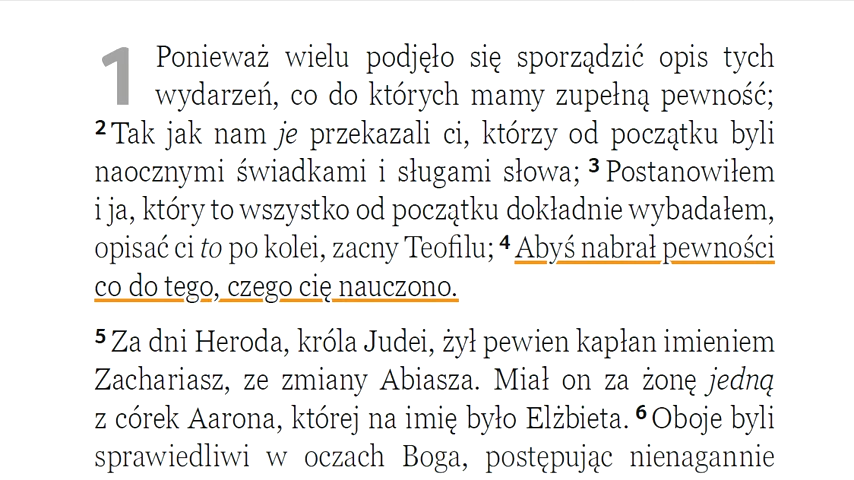 1 Ponieważ wielu podjęło się sporządzić opis tych
wydarzeń, co do których mamy zupełną pewność;
2 Tak jak nam je przekazali ci, którzy od początku byli
naocznymi świadkami i sługami słowa; 3 Postanowiłem
i ja, który to wszystko od początku dokładnie wybadałem,
opisać ci to po kolei, zacny Teofilu; 4 Abyś nabrał pewności
co do tego, czego cię nauczono.
5 Za dni Heroda, króla Judei, żył pewien kapłan imieniem
Zachariasz, ze zmiany Abiasza. Miał on za żonę jedną
z córek Aarona, której na imię było Elżbieta. 6 Oboje byli
sprawiedliwi w oczach Boga, postępując nienagannie